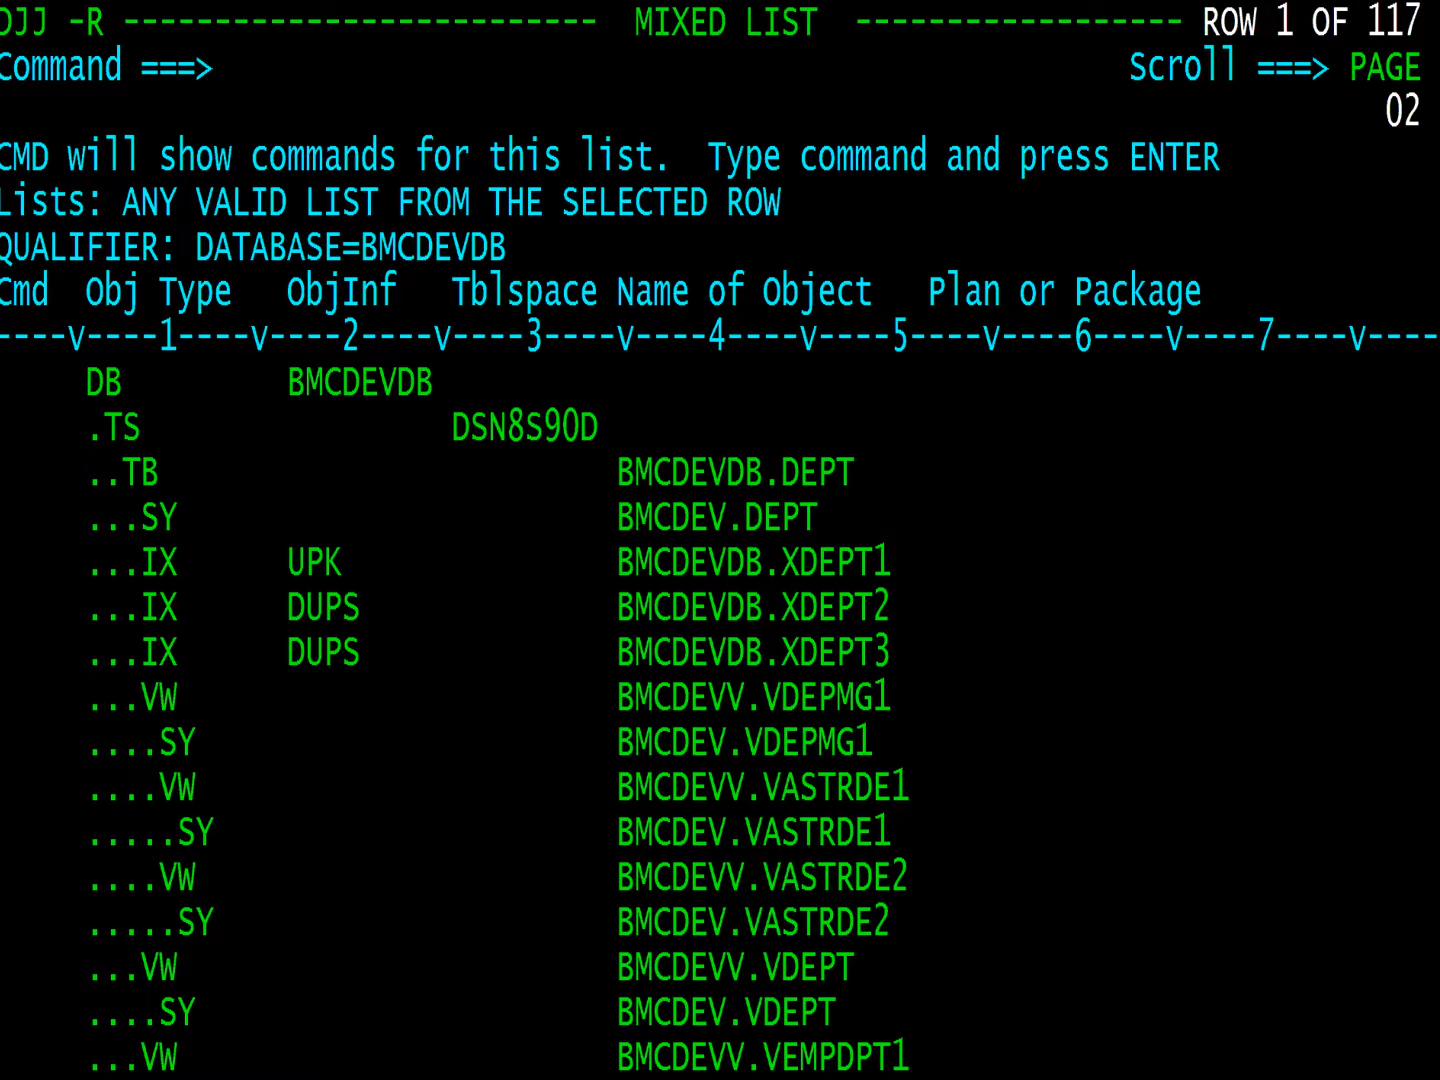 DJJ -R -------------------------- MIXED LIST ------------------ ROW 1 OF 117
Command ===> Scroll ===> PAGE
02
CMD will show commands for this list. Type command and press ENTER
Lists: ANY VALID LIST FROM THE SELECTED ROW
QUALIFIER: DATABASE=BMCDEVDB
Cmd Obj Type ObjInf Tblspace Name of Object Plan or Package
----v----1----v----2----v----3----v----4----v----5----v----6----v----7----v----
DB BMCDEVDB
.TS DSN8S90D
..TB BMCDEVDB.DEPT
...SY BMCDEV.DEPT
...IX UPK BMCDEVDB.XDEPT1
...IX DUPS BMCDEVDB.XDEPT2
...IX DUPS BMCDEVDB.XDEPT3
...VW BMCDEVV.VDEPMG1
....SY BMCDEV.VDEPMG1
....VW BMCDEVV.VASTRDE1
.....SY BMCDEV.VASTRDE1
....VW BMCDEVV.VASTRDE2
.....SY BMCDEV.VASTRDE2
...VW BMCDEVV.VDEPT
....SY BMCDEV.VDEPT
...VW BMCDEVV.VEMPDPT1